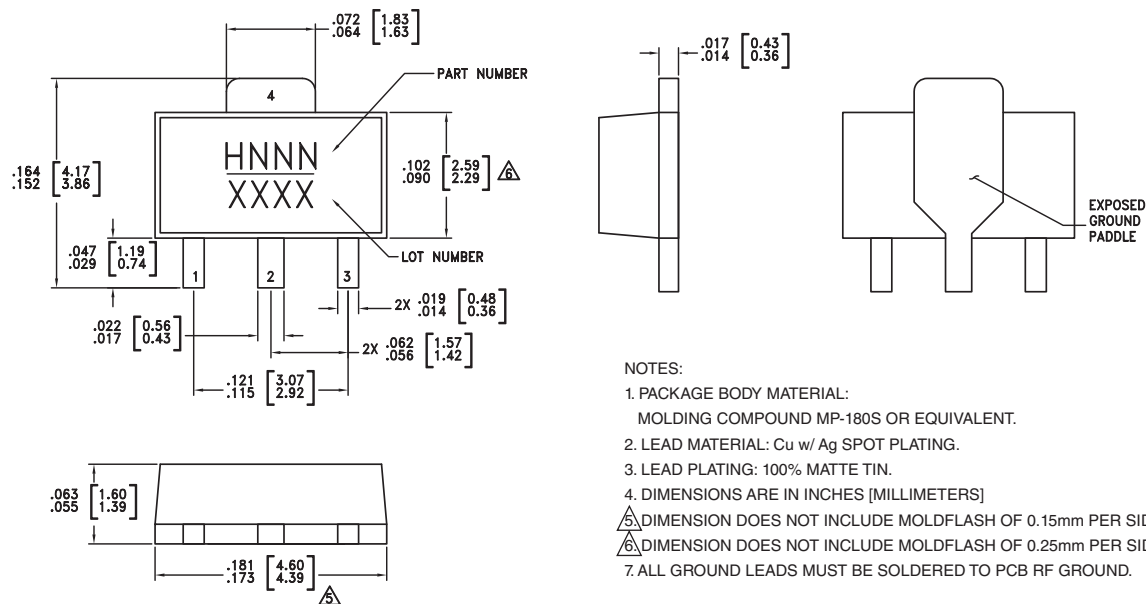 .072 [1.83]
.064 [1.63]
PART NUMBER
4
HNNN
XXXX
.164 [4.17]
.152 [3.86]
.102 [2.59]
.090 [2.29] 6
.047 [1.19]
.029 [0.74]
LOT NUMBER
1 2 3
2X .019 [0.48]
.014 [0.36]
.022 [0.56]
.017 [0.43]
2X .062 [1.57]
.056 [1.42]
.121 [3.07]
.115 [2.92]
.063 [1.60]
.055 [1.39]
.181 [4.60]
.173 [4.39]
5
.017 [0.43]
.014 [0.36]
EXPOSED
GROUND
PADDLE
NOTES:
1. PACKAGE BODY MATERIAL:
MOLDING COMPOUND MP-180S OR EQUIVALENT.
2. LEAD MATERIAL: Cu w/ Ag SPOT PLATING.
3. LEAD PLATING: 100% MATTE TIN.
4. DIMENSIONS ARE IN INCHES [MILLIMETERS]
5. DIMENSION DOES NOT INCLUDE MOLDFLASH OF 0.15mm PER SID
6. DIMENSION DOES NOT INCLUDE MOLDFLASH OF 0.25mm PER SID
7. ALL GROUND LEADS MUST BE SOLDERED TO PCB RF GROUND.